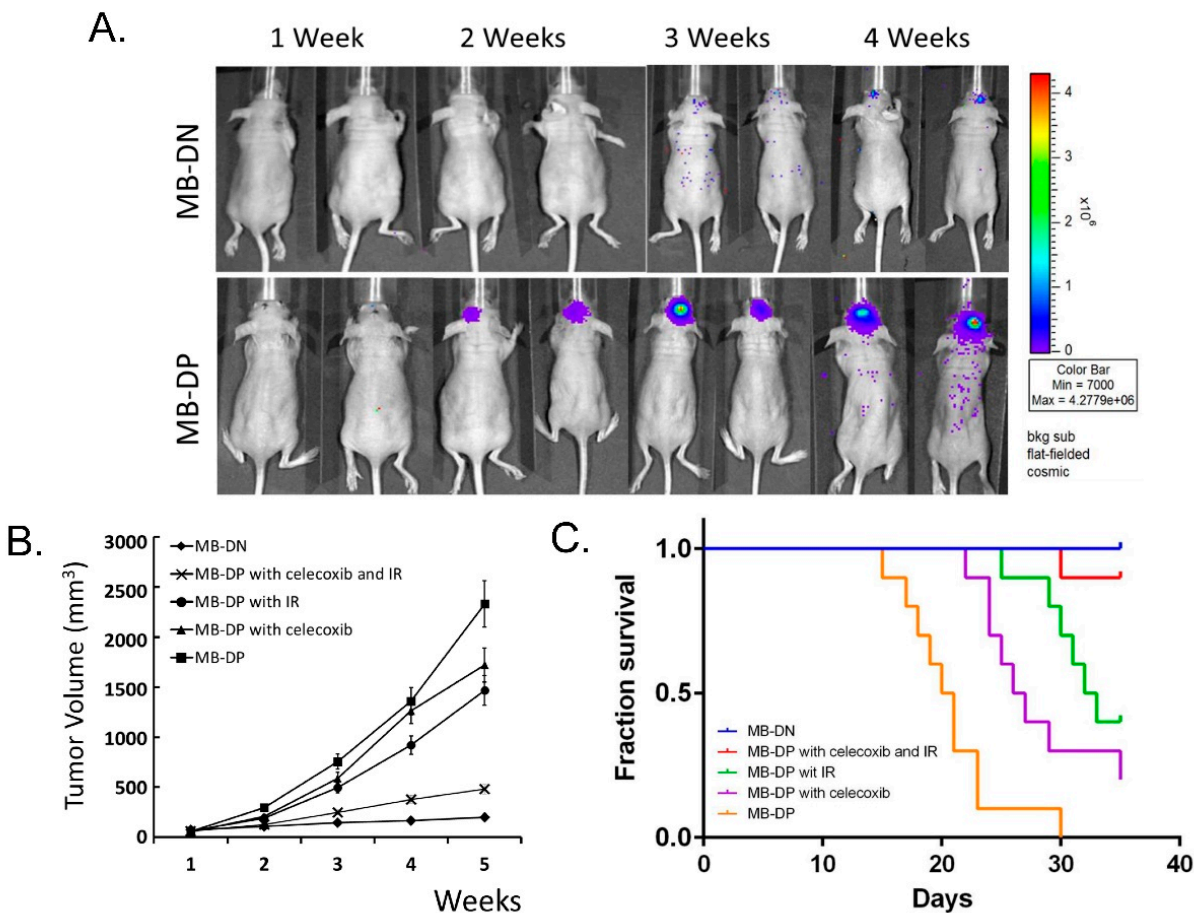 A.
1 Week 2 Weeks 3 Weeks 4 Weeks
MB-DN
MB-DP
4
3
2
1
0
x10⁶
Color Bar
Min = 7000
Max = 4.2779e+06
bkg sub
flat-fielded
cosmic
B.
Tumor Volume (mm³)
3000
2500
2000
1500
1000
500
0
MB-DN
MB-DP with celecoxib and IR
MB-DP with IR
MB-DP with celecoxib
MB-DP
1 2 3 4 5
Weeks
C.
Fraction survival
1.0
0.5
0.0
MB-DN
MB-DP with celecoxib and IR
MB-DP wit IR
MB-DP with celecoxib
MB-DP
0 10 20 30 40
Days